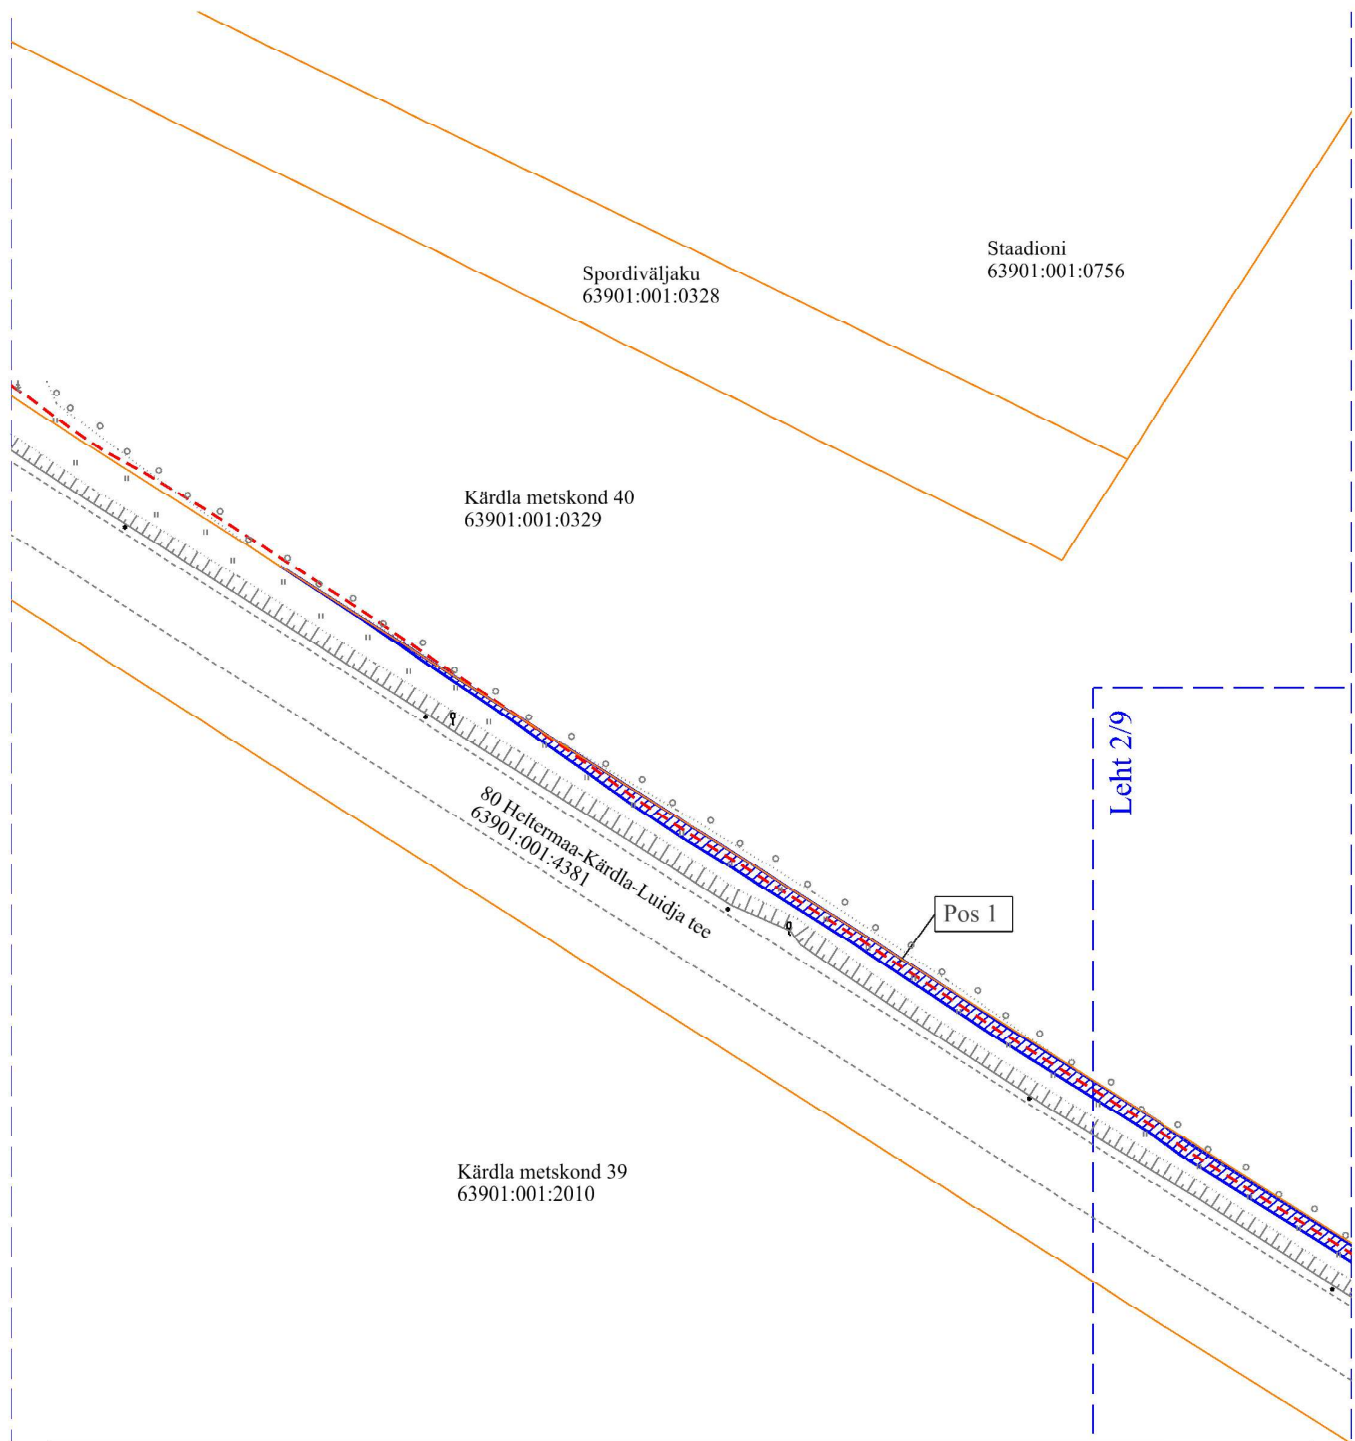 Staadioni
63901:001:0756
Spordiväljaku
63901:001:0328
Kärdla metskond 40
63901:001:0329
Leht 2/9
80 Heltermaa-Kärdla-Luidja tee
63901:001:4381
Pos 1
Kärdla metskond 39
63901:001:2010